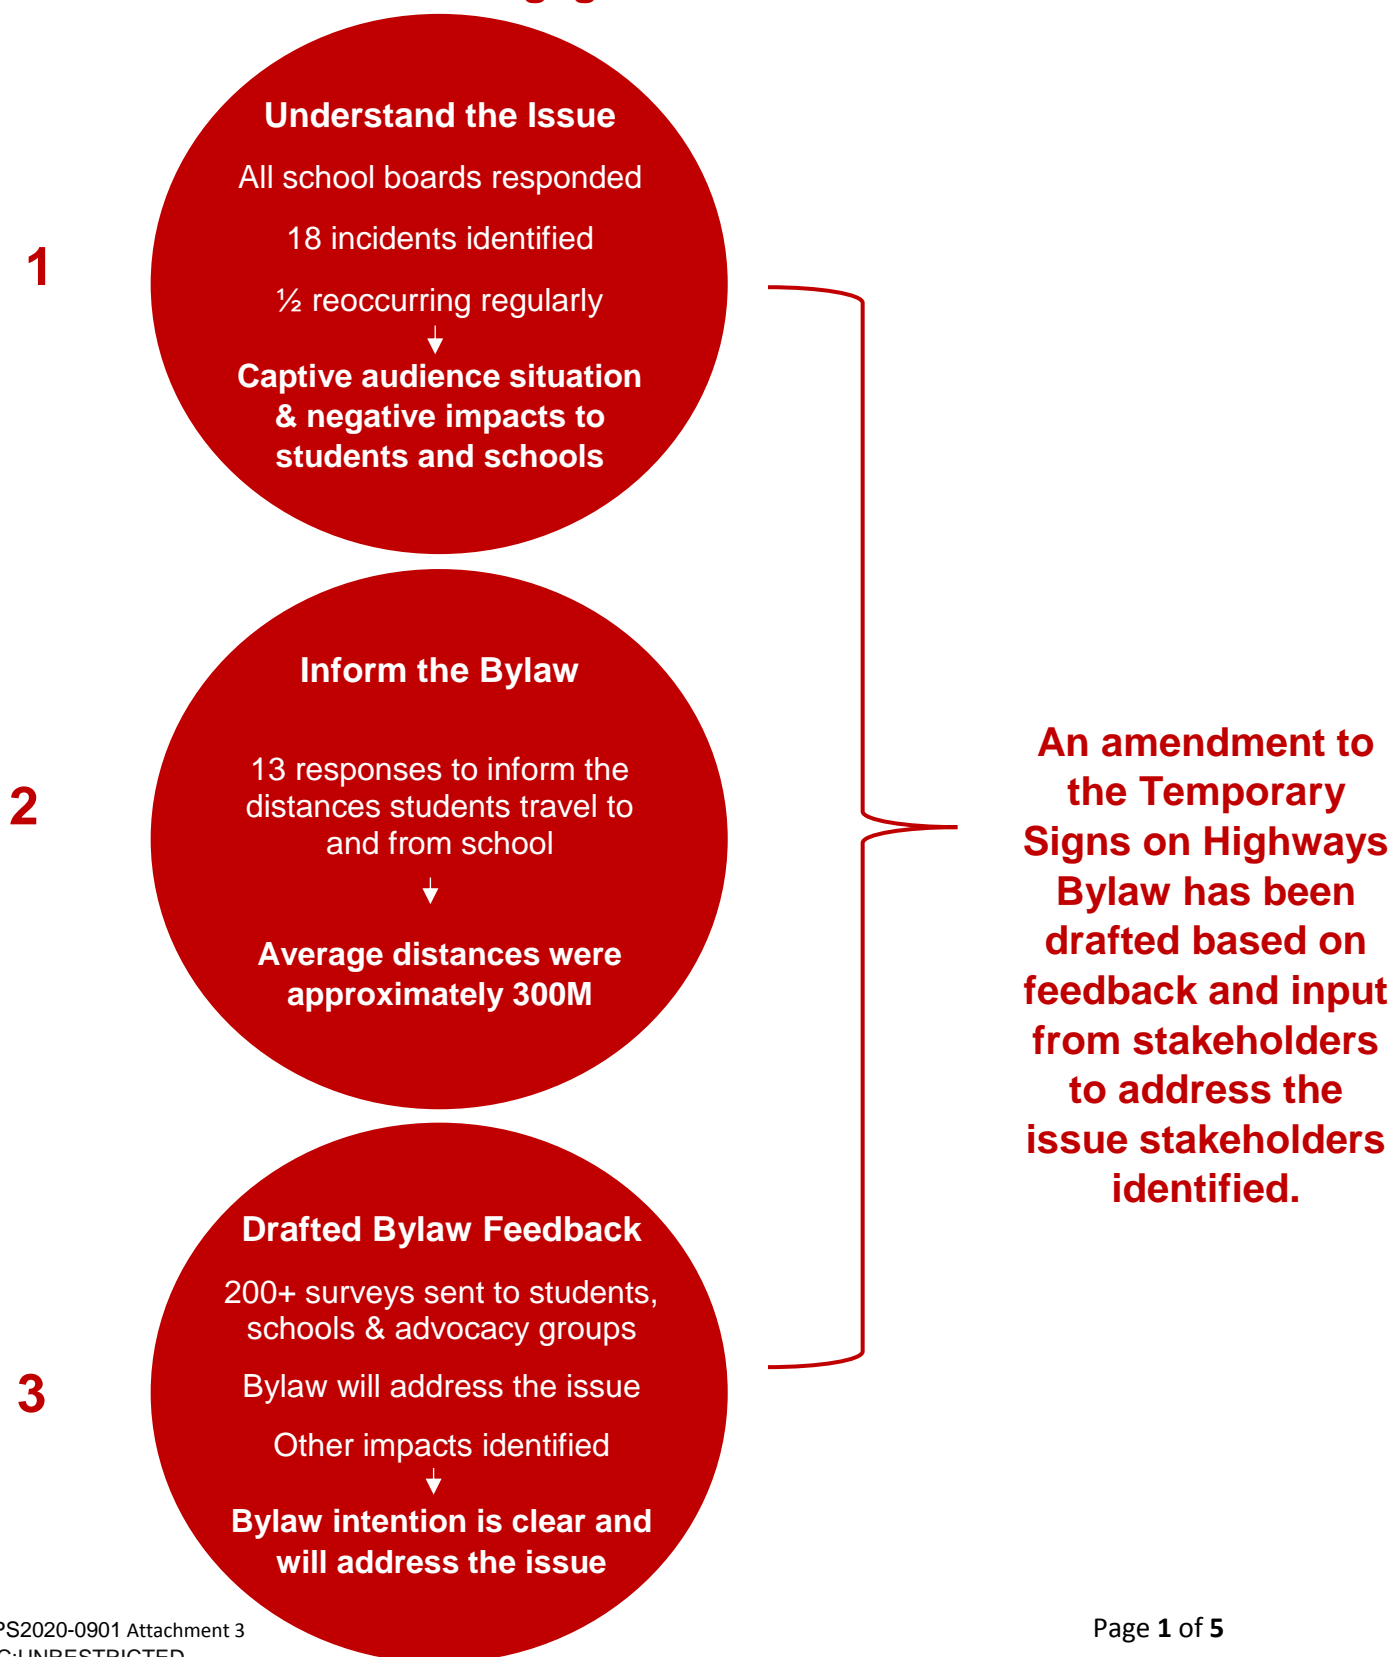 Understand the Issue
All school boards responded
18 incidents identified
1
½ reoccurring regularly
Captive audience situation
& negative impacts to
students and schools
Inform the Bylaw
13 responses to inform the
distances students travel to
and from school
2
Average distances were
approximately 300M
An amendment to
the Temporary
Signs on Highways
Bylaw has been
drafted based on
feedback and input
from stakeholders
to address the
issue stakeholders
identified.
Drafted Bylaw Feedback
200+ surveys sent to students,
schools & advocacy groups
3
Bylaw will address the issue
Other impacts identified
Bylaw intention is clear and
will address the issue
PS2020-0901 Attachment 3
Page 1 of 5
C:UNRESTRICTED